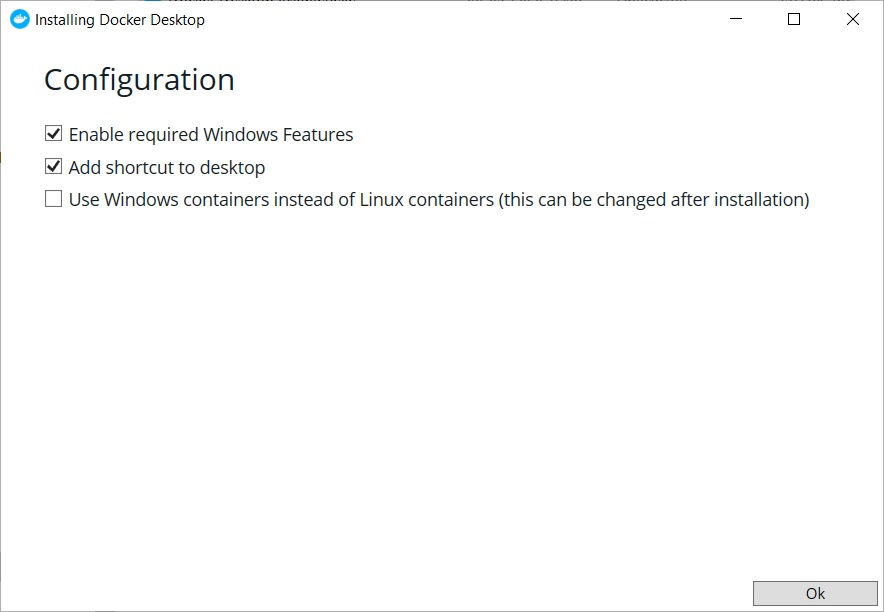 Installing Docker Desktop
Configuration
Enable required Windows Features
Add shortcut to desktop
Use Windows containers instead of Linux containers (this can be changed after installation)
Ok